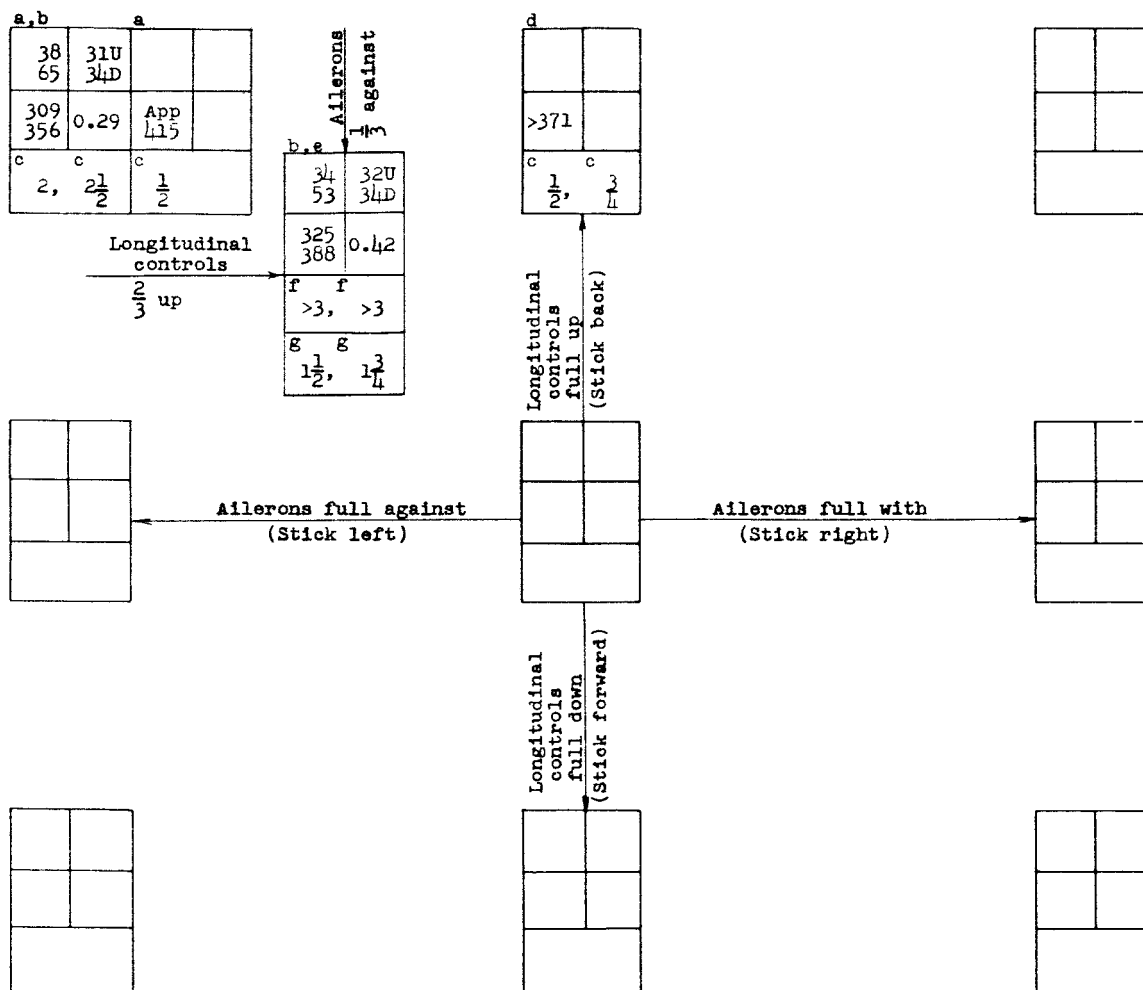 a,b a
38 31U
65 34D
309
356 0.29 App
415
c c c
2, 2½ ½
Ailerons
⅓ against
b,e
34 32U
53 34D
325
388 0.42
f f
>3, >3
g g
1½, 1¾
Longitudinal
controls
⅔ up
d
>371
c c
½, ¾
Longitudinal
controls
full up
(Stick back)
Ailerons full against
(Stick left)
Ailerons full with
(Stick right)
Longitudinal
controls
full down
(Stick forward)